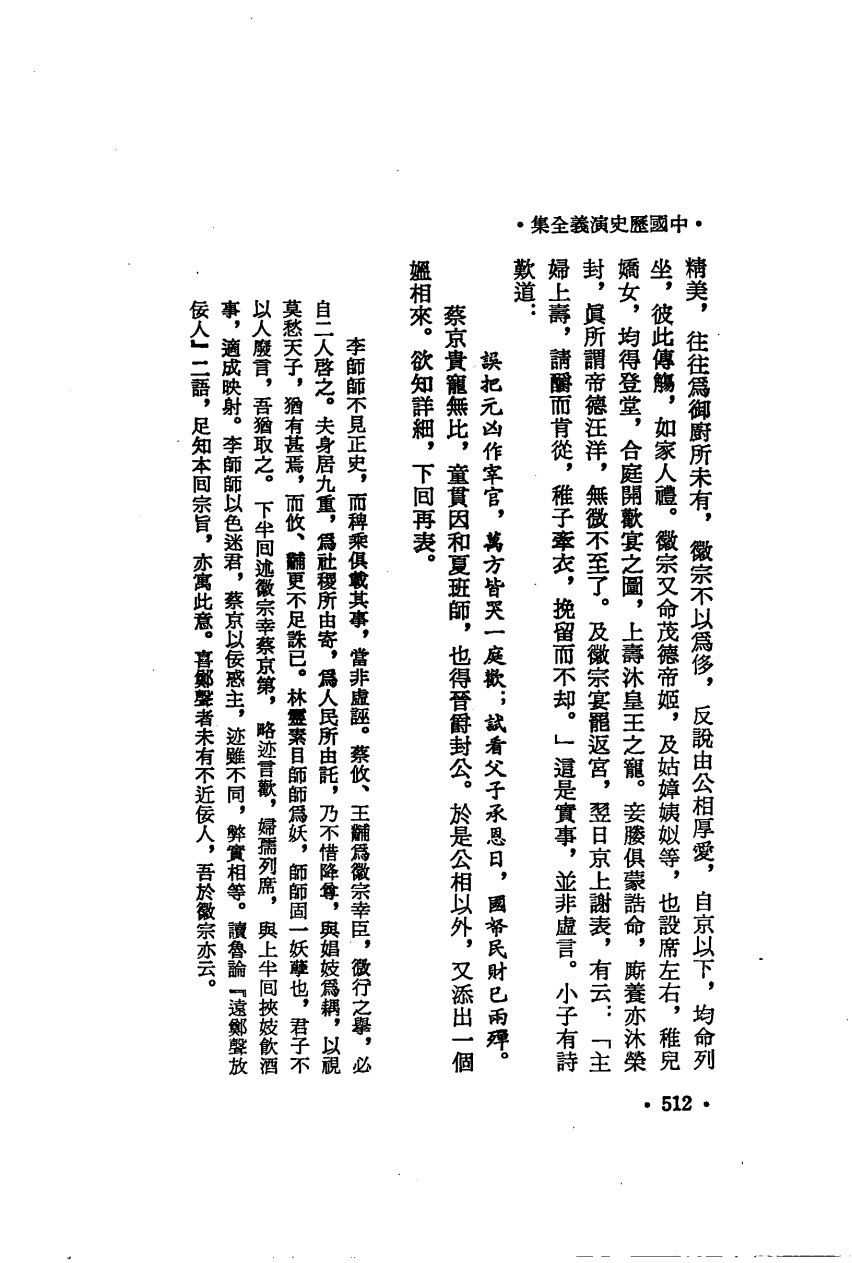 •中國歷史演義全集•
精美，往往爲御廚所未有，徽宗不以爲侈，反說由公相厚愛，自京以下，均命列
坐，彼此傳觴，如家人禮。徽宗又命茂德帝姬，及姑嫜姨姒等，也設席左右，稚兒
嬌女，均得登堂，合庭開歡宴之圖，上壽沐皇王之寵。妾媵俱蒙誥命，廝養亦沐榮
封，眞所謂帝德汪洋，無微不至了。及徽宗宴罷返宮，翌日京上謝表，有云：「主
婦上壽，請釂而肯從，稚子牽衣，挽留而不却。」這是實事，並非虛言。小子有詩
歎道：
誤把元凶作宰官，萬方皆哭一庭歡；試看父子承恩日，國帑民財已兩殫。
蔡京貴寵無比，童貫因和夏班師，也得晉爵封公。於是公相以外，又添出一個
媼相來。欲知詳細，下回再表。
李師師不見正史，而稗乘俱載其事，當非虛誣。蔡攸、王黼爲徽宗幸臣，微行之舉，必
自二人啓之。夫身居九重，爲社稷所由寄，爲人民所由託，乃不惜降尊，與娼妓爲耦，以視
莫愁天子，猶有甚焉，而攸、黼更不足誅已。林靈素目師師爲妖，師師固一妖孽也，君子不
以人廢言，吾猶取之。下半回述徽宗幸蔡京第，略迹言歡，婦孺列席，與上半回挾妓飲酒
事，適成映射。李師師以色迷君，蔡京以佞惑主，迹雖不同，弊實相等。讀魯論『遠鄭聲放
佞人』二語，足知本回宗旨，亦寓此意。喜鄭聲者未有不近佞人，吾於徽宗亦云。
•512•